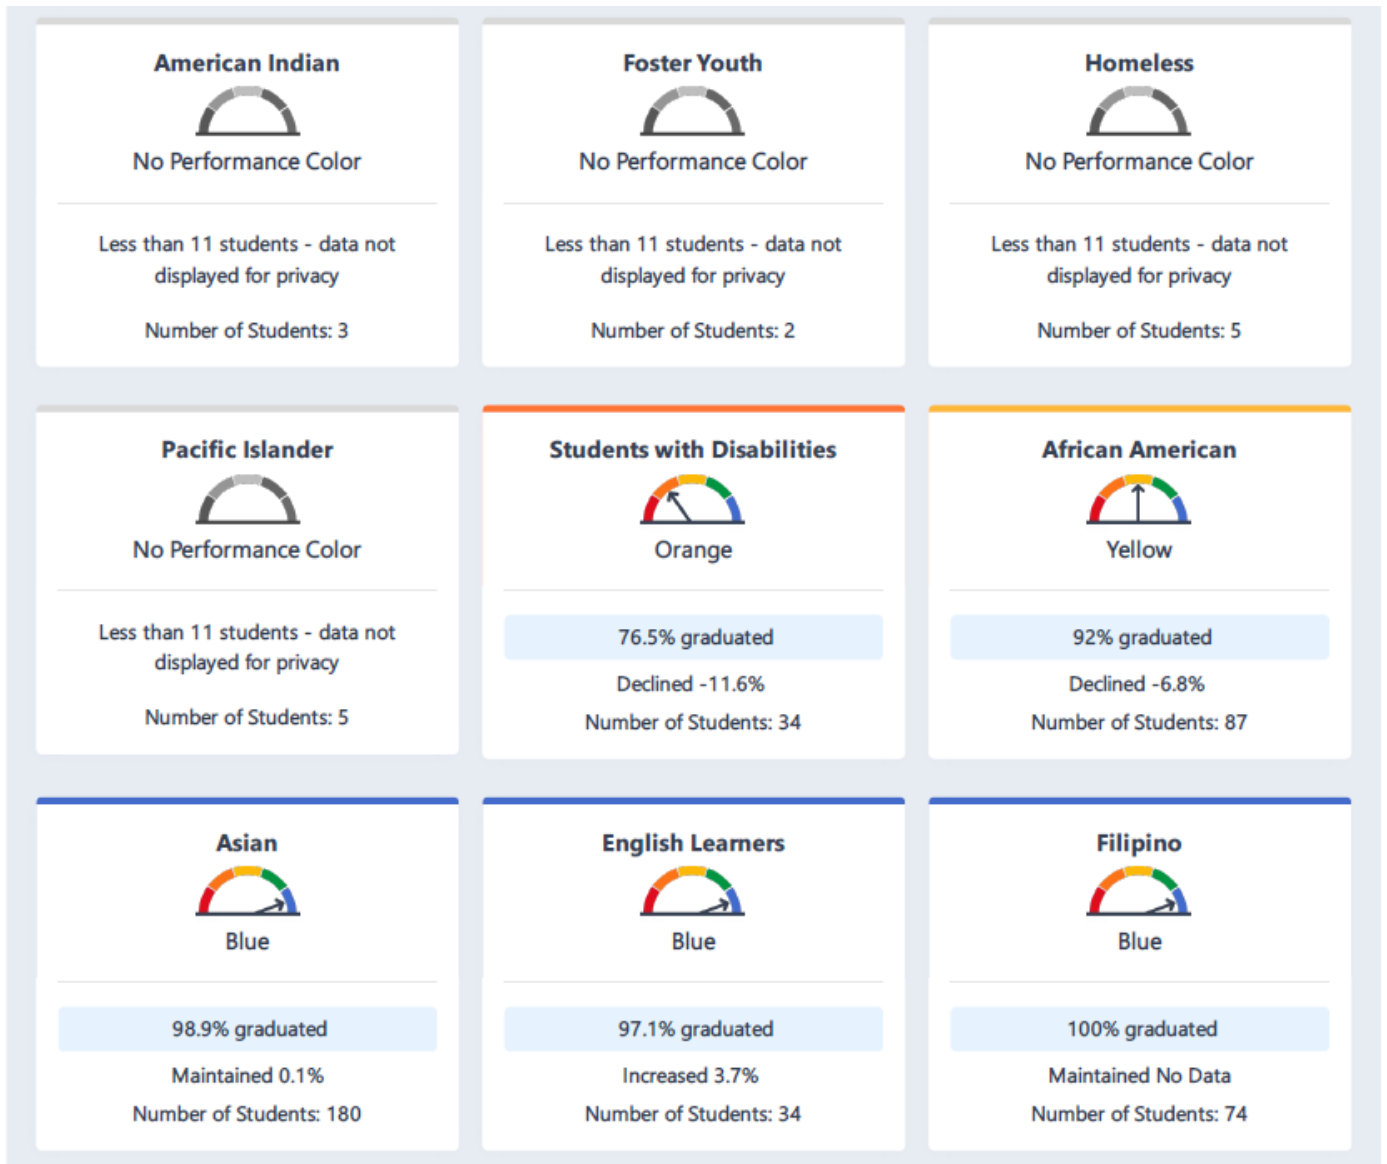 American Indian
No Performance Color
Less than 11 students - data not
displayed for privacy
Number of Students: 3
Foster Youth
No Performance Color
Less than 11 students - data not
displayed for privacy
Number of Students: 2
Homeless
No Performance Color
Less than 11 students - data not
displayed for privacy
Number of Students: 5
Pacific Islander
No Performance Color
Less than 11 students - data not
displayed for privacy
Number of Students: 5
Students with Disabilities
Orange
76.5% graduated
Declined -11.6%
Number of Students: 34
African American
Yellow
92% graduated
Declined -6.8%
Number of Students: 87
Asian
Blue
98.9% graduated
Maintained 0.1%
Number of Students: 180
English Learners
Blue
97.1% graduated
Increased 3.7%
Number of Students: 34
Filipino
Blue
100% graduated
Maintained No Data
Number of Students: 74